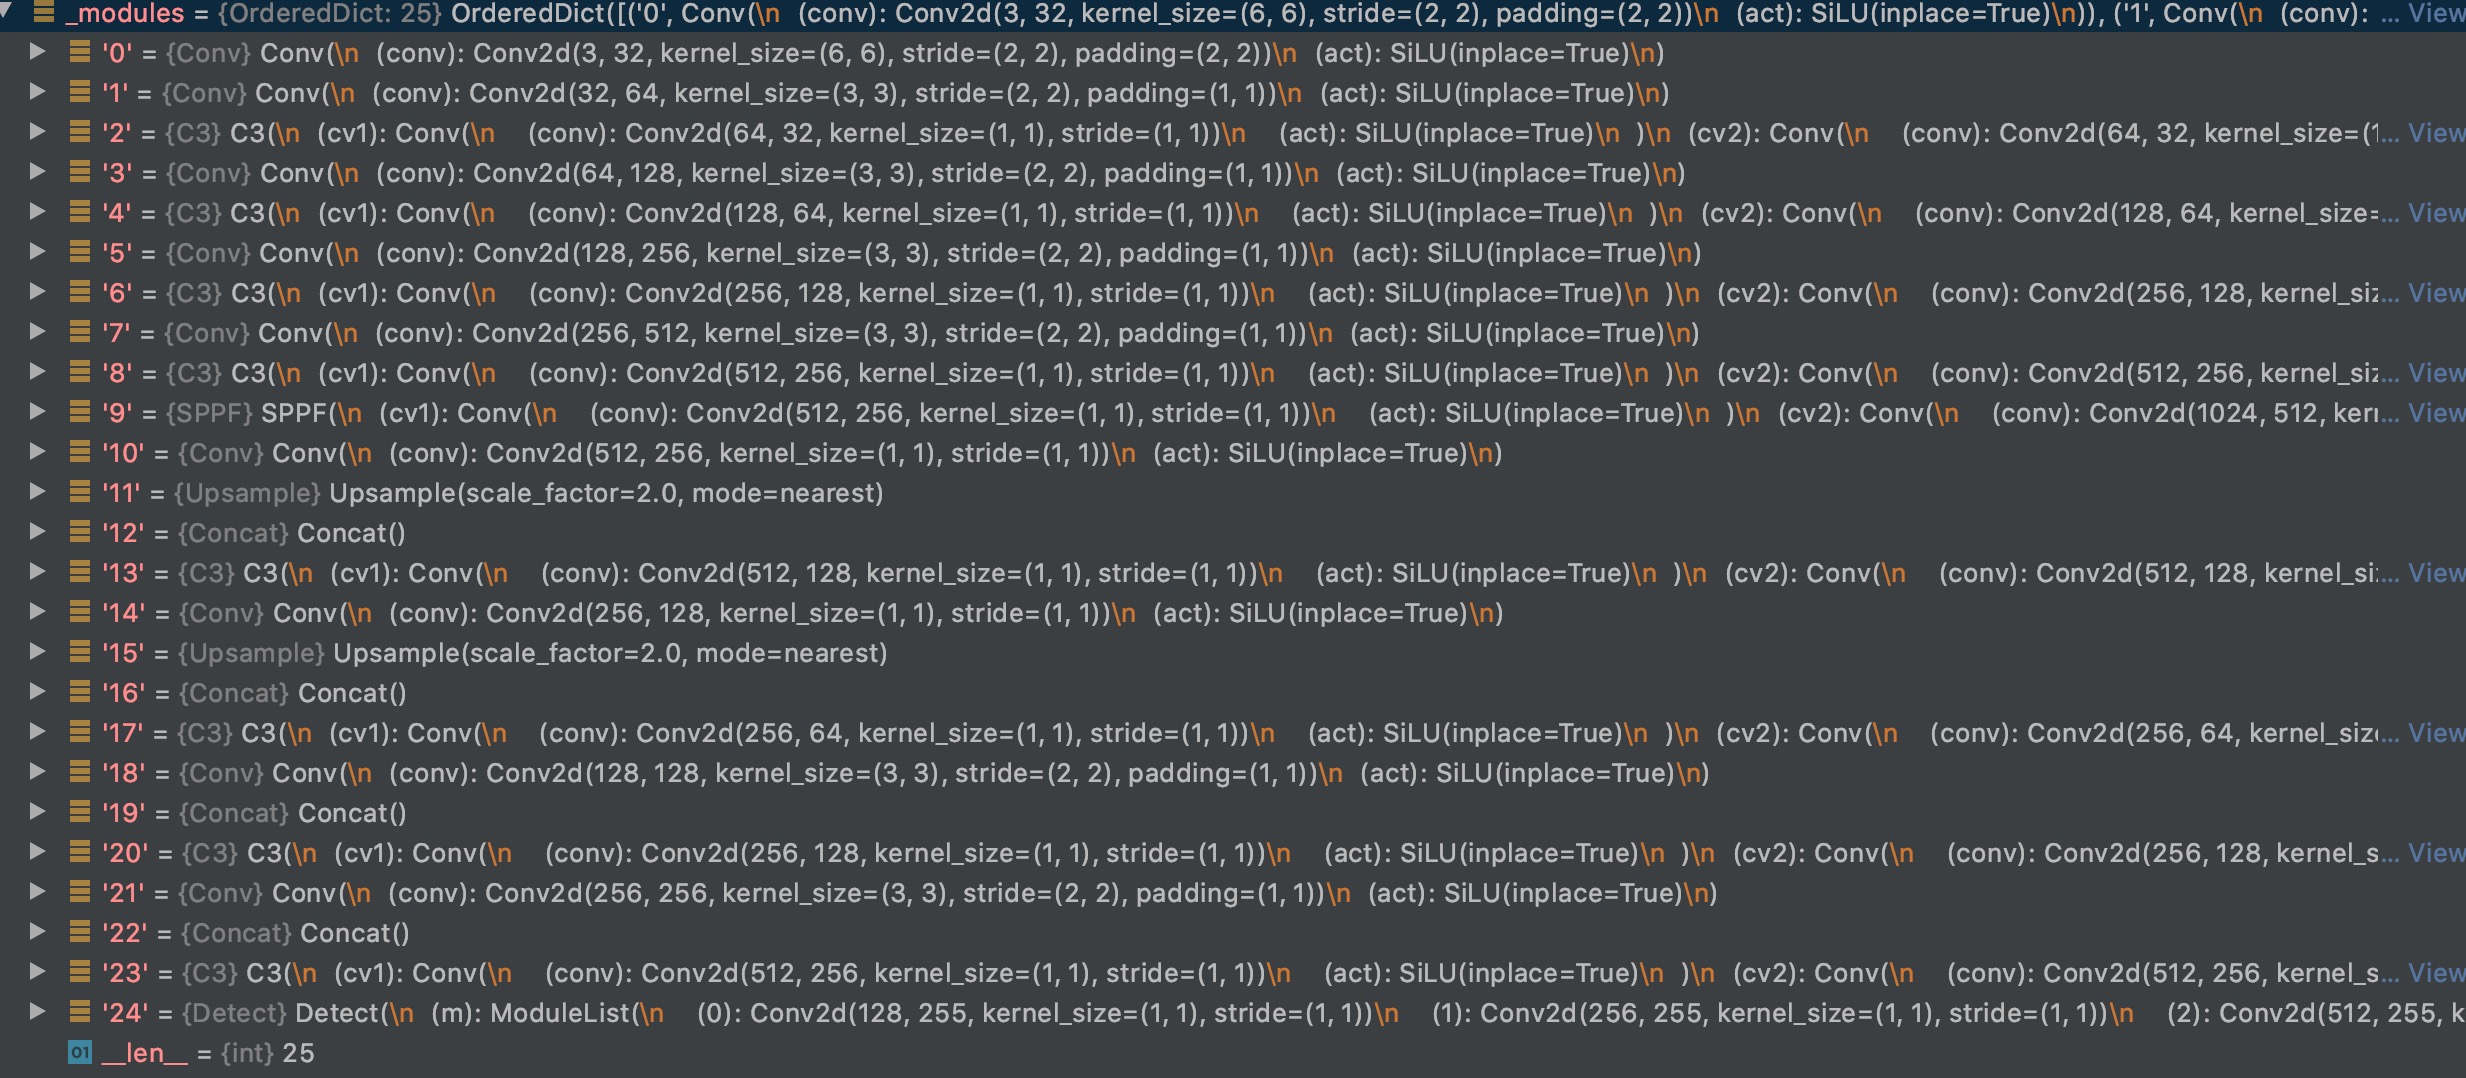 _modules = {OrderedDict: 25} OrderedDict([('0', Conv(\n  (conv): Conv2d(3, 32, kernel_size=(6, 6), stride=(2, 2), padding=(2, 2))\n  (act): SiLU(inplace=True)\n)), ('1', Conv(\n  (conv): ... View
'0' = {Conv} Conv(\n  (conv): Conv2d(3, 32, kernel_size=(6, 6), stride=(2, 2), padding=(2, 2))\n  (act): SiLU(inplace=True)\n)
'1' = {Conv} Conv(\n  (conv): Conv2d(32, 64, kernel_size=(3, 3), stride=(2, 2), padding=(1, 1))\n  (act): SiLU(inplace=True)\n)
'2' = {C3} C3(\n  (cv1): Conv(\n    (conv): Conv2d(64, 32, kernel_size=(1, 1), stride=(1, 1))\n    (act): SiLU(inplace=True)\n  )\n  (cv2): Conv(\n    (conv): Conv2d(64, 32, kernel_size=(1... View
'3' = {Conv} Conv(\n  (conv): Conv2d(64, 128, kernel_size=(3, 3), stride=(2, 2), padding=(1, 1))\n  (act): SiLU(inplace=True)\n)
'4' = {C3} C3(\n  (cv1): Conv(\n    (conv): Conv2d(128, 64, kernel_size=(1, 1), stride=(1, 1))\n    (act): SiLU(inplace=True)\n  )\n  (cv2): Conv(\n    (conv): Conv2d(128, 64, kernel_size=... View
'5' = {Conv} Conv(\n  (conv): Conv2d(128, 256, kernel_size=(3, 3), stride=(2, 2), padding=(1, 1))\n  (act): SiLU(inplace=True)\n)
'6' = {C3} C3(\n  (cv1): Conv(\n    (conv): Conv2d(256, 128, kernel_size=(1, 1), stride=(1, 1))\n    (act): SiLU(inplace=True)\n  )\n  (cv2): Conv(\n    (conv): Conv2d(256, 128, kernel_siz... View
'7' = {Conv} Conv(\n  (conv): Conv2d(256, 512, kernel_size=(3, 3), stride=(2, 2), padding=(1, 1))\n  (act): SiLU(inplace=True)\n)
'8' = {C3} C3(\n  (cv1): Conv(\n    (conv): Conv2d(512, 256, kernel_size=(1, 1), stride=(1, 1))\n    (act): SiLU(inplace=True)\n  )\n  (cv2): Conv(\n    (conv): Conv2d(512, 256, kernel_siz... View
'9' = {SPPF} SPPF(\n  (cv1): Conv(\n    (conv): Conv2d(512, 256, kernel_size=(1, 1), stride=(1, 1))\n    (act): SiLU(inplace=True)\n  )\n  (cv2): Conv(\n    (conv): Conv2d(1024, 512, kern... View
'10' = {Conv} Conv(\n  (conv): Conv2d(512, 256, kernel_size=(1, 1), stride=(1, 1))\n  (act): SiLU(inplace=True)\n)
'11' = {Upsample} Upsample(scale_factor=2.0, mode=nearest)
'12' = {Concat} Concat()
'13' = {C3} C3(\n  (cv1): Conv(\n    (conv): Conv2d(512, 128, kernel_size=(1, 1), stride=(1, 1))\n    (act): SiLU(inplace=True)\n  )\n  (cv2): Conv(\n    (conv): Conv2d(512, 128, kernel_si... View
'14' = {Conv} Conv(\n  (conv): Conv2d(256, 128, kernel_size=(1, 1), stride=(1, 1))\n  (act): SiLU(inplace=True)\n)
'15' = {Upsample} Upsample(scale_factor=2.0, mode=nearest)
'16' = {Concat} Concat()
'17' = {C3} C3(\n  (cv1): Conv(\n    (conv): Conv2d(256, 64, kernel_size=(1, 1), stride=(1, 1))\n    (act): SiLU(inplace=True)\n  )\n  (cv2): Conv(\n    (conv): Conv2d(256, 64, kernel_size... View
'18' = {Conv} Conv(\n  (conv): Conv2d(128, 128, kernel_size=(3, 3), stride=(2, 2), padding=(1, 1))\n  (act): SiLU(inplace=True)\n)
'19' = {Concat} Concat()
'20' = {C3} C3(\n  (cv1): Conv(\n    (conv): Conv2d(256, 128, kernel_size=(1, 1), stride=(1, 1))\n    (act): SiLU(inplace=True)\n  )\n  (cv2): Conv(\n    (conv): Conv2d(256, 128, kernel_s... View
'21' = {Conv} Conv(\n  (conv): Conv2d(256, 256, kernel_size=(3, 3), stride=(2, 2), padding=(1, 1))\n  (act): SiLU(inplace=True)\n)
'22' = {Concat} Concat()
'23' = {C3} C3(\n  (cv1): Conv(\n    (conv): Conv2d(512, 256, kernel_size=(1, 1), stride=(1, 1))\n    (act): SiLU(inplace=True)\n  )\n  (cv2): Conv(\n    (conv): Conv2d(512, 256, kernel_s... View
'24' = {Detect} Detect(\n  (m): ModuleList(\n    (0): Conv2d(128, 255, kernel_size=(1, 1), stride=(1, 1))\n    (1): Conv2d(256, 255, kernel_size=(1, 1), stride=(1, 1))\n    (2): Conv2d(512, 255, k
01 __len__ = {int} 25